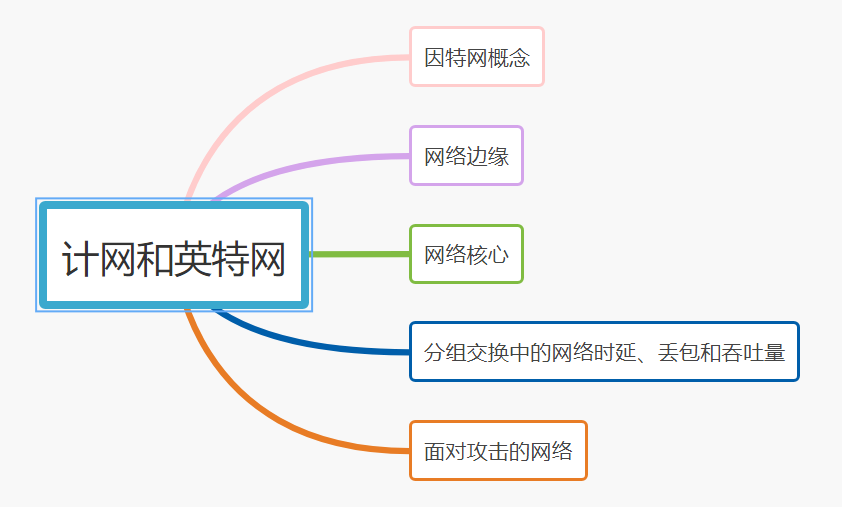 因特网概念
网络边缘
计网和英特网
网络核心
分组交换中的网络时延、丢包和吞吐量
面对攻击的网络